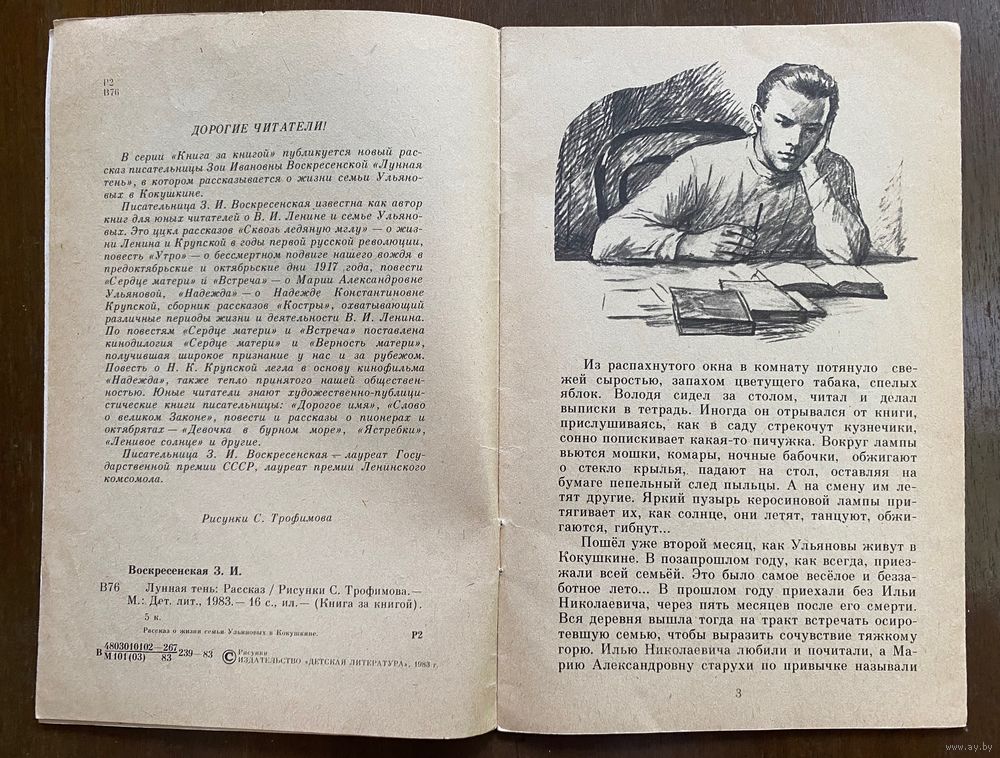 Р2
В76
ДОРОГИЕ ЧИТАТЕЛИ!
В серии «Книга за книгой» публикуется новый рас-
сказ писательницы Зои Ивановны Воскресенской «Лунная
тень», в котором рассказывается о жизни семьи Ульяно-
вых в Кокушкине.
Писательница З. И. Воскресенская известна как автор
книг для юных читателей о В. И. Ленине и семье Ульяно-
вых. Это цикл рассказов «Сквозь ледяную мглу» — о жиз-
ни Ленина и Крупской в годы первой русской революции,
повесть «Утро» — о бессмертном подвиге нашего вождя в
предоктябрьские и октябрьские дни 1917 года, повести
«Сердце матери» и «Встреча» — о Марии Александровне
Ульяновой, «Надежда» — о Надежде Константиновне
Крупской, сборник рассказов «Костры», охватывающий
различные периоды жизни и деятельности В. И. Ленина.
По повестям «Сердце матери» и «Встреча» поставлена
кинодилогия «Сердце матери» и «Верность матери»,
получившая широкое признание у нас и за рубежом.
Повесть о Н. К. Крупской легла в основу кинофильма
«Надежда», также тепло принятого нашей обществен-
ностью. Юные читатели знают художественно-публици-
стические книги писательницы: «Дорогое имя», «Слово
о великом Законе», повести и рассказы о пионерах и
октябрятах — «Девочка в бурном море», «Ястребки»,
«Ленивое солнце» и другие.
Писательница З. И. Воскресенская — лауреат Госу-
дарственной премии СССР, лауреат премии Ленинского
комсомола.
Рисунки С. Трофимова
Воскресенская З. И.
В76 Лунная тень: Рассказ / Рисунки С. Трофимова.—
М.: Дет. лит., 1983.— 16 с., ил.— (Книга за книгой).
5 к.
Рассказ о жизни семьи Ульяновых в Кокушкине.
Р2
В 4803010102—267 239—83
М101(03) 83
© Рисунки
ИЗДАТЕЛЬСТВО «ДЕТСКАЯ ЛИТЕРАТУРА», 1983 г.
Из распахнутого окна в комнату потянуло све-
жей сыростью, запахом цветущего табака, спелых
яблок. Володя сидел за столом, читал и делал
выписки в тетрадь. Иногда он отрывался от книги,
прислушиваясь, как в саду стрекочут кузнечики,
сонно попискивает какая-то пичужка. Вокруг лампы
вьются мошки, комары, ночные бабочки, обжигают
о стекло крылья, падают на стол, оставляя на
бумаге пепельный след пыльцы. А на смену им ле-
тят другие. Яркий пузырь керосиновой лампы при-
тягивает их, как солнце, они летят, танцуют, обжи-
гаются, гибнут...
Пошёл уже второй месяц, как Ульяновы живут в
Кокушкине. В позапрошлом году, как всегда, приез-
жали всей семьёй. Это было самое весёлое и безза-
ботное лето... В прошлом году приехали без Ильи
Николаевича, через пять месяцев после его смерти.
Вся деревня вышла тогда на тракт встречать осиро-
тевшую семью, чтобы выразить сочувствие тяжкому
горю. Илью Николаевича любили и почитали, а Ма-
рию Александровну старухи по привычке называли
3
www.ay.by